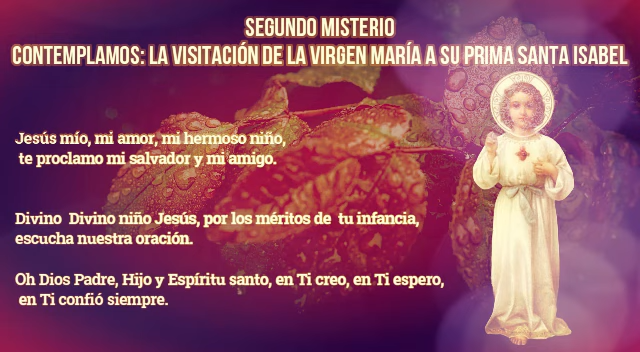 SEGUNDO MISTERIO
CONTEMPLAMOS: LA VISITACIÓN DE LA VIRGEN MARÍA A SU PRIMA SANTA ISABEL
Jesús mío, mi amor, mi hermoso niño,
te proclamo mi salvador y mi amigo.
Divino Divino niño Jesús, por los méritos de tu infancia,
escucha nuestra oración.
Oh Dios Padre, Hijo y Espíritu santo, en Ti creo, en Ti espero,
en Ti confió siempre.